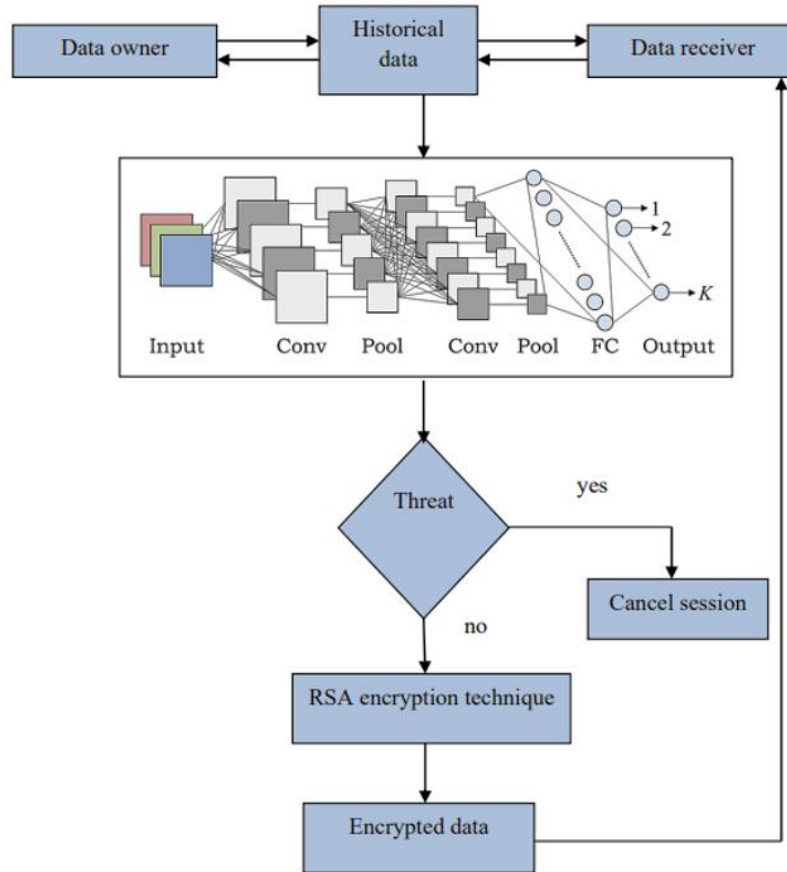 Data owner
Historical
data
Data receiver
1
2
K
Input Conv Pool Conv Pool FC Output
Threat
yes
Cancel session
no
RSA encryption technique
Encrypted data